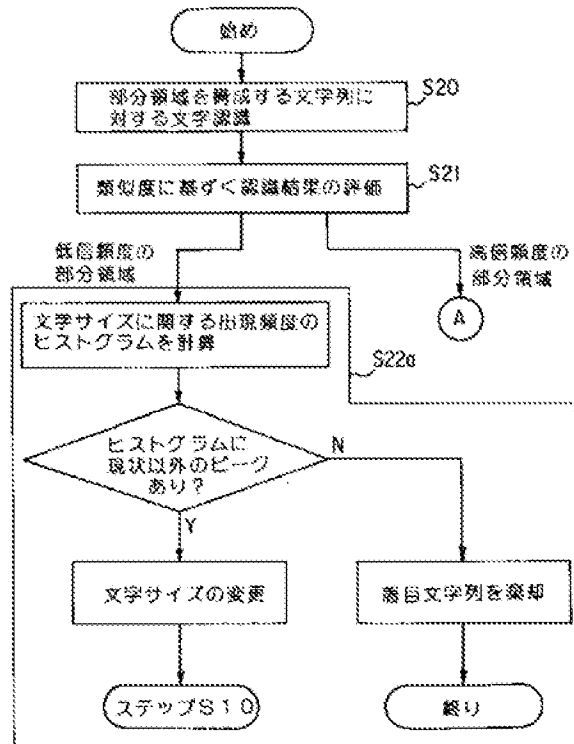 始め
部分領域を構成する文字列に
対する文字認識
S20
類似度に基ずく認識結果の評価
S21
低信頼度の
部分領域
高信頼度の
部分領域
A
文字サイズに関する出現頻度の
ヒストグラムを計算
S22a
ヒストグラムに
現状以外のピーク
あり?
N
Y
文字サイズの変更
着目文字列を棄却
ステップS10
終り